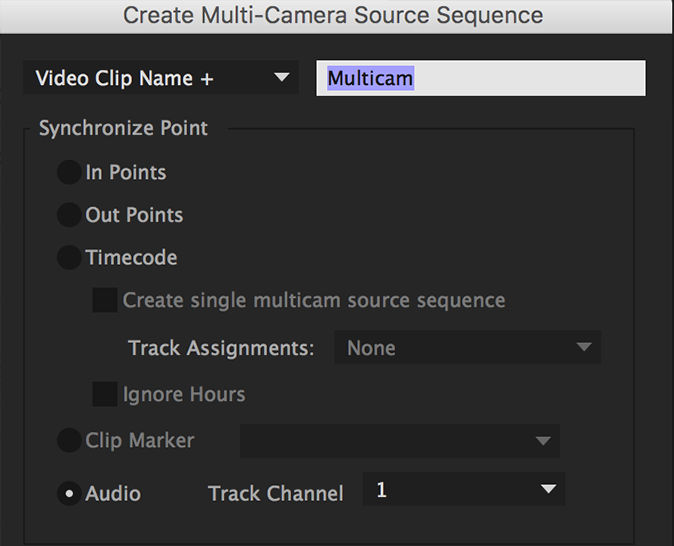 Create Multi-Camera Source Sequence
Video Clip Name + Multicam
Synchronize Point
In Points
Out Points
Timecode
Create single multicam source sequence
Track Assignments: None
Ignore Hours
Clip Marker
Audio Track Channel 1